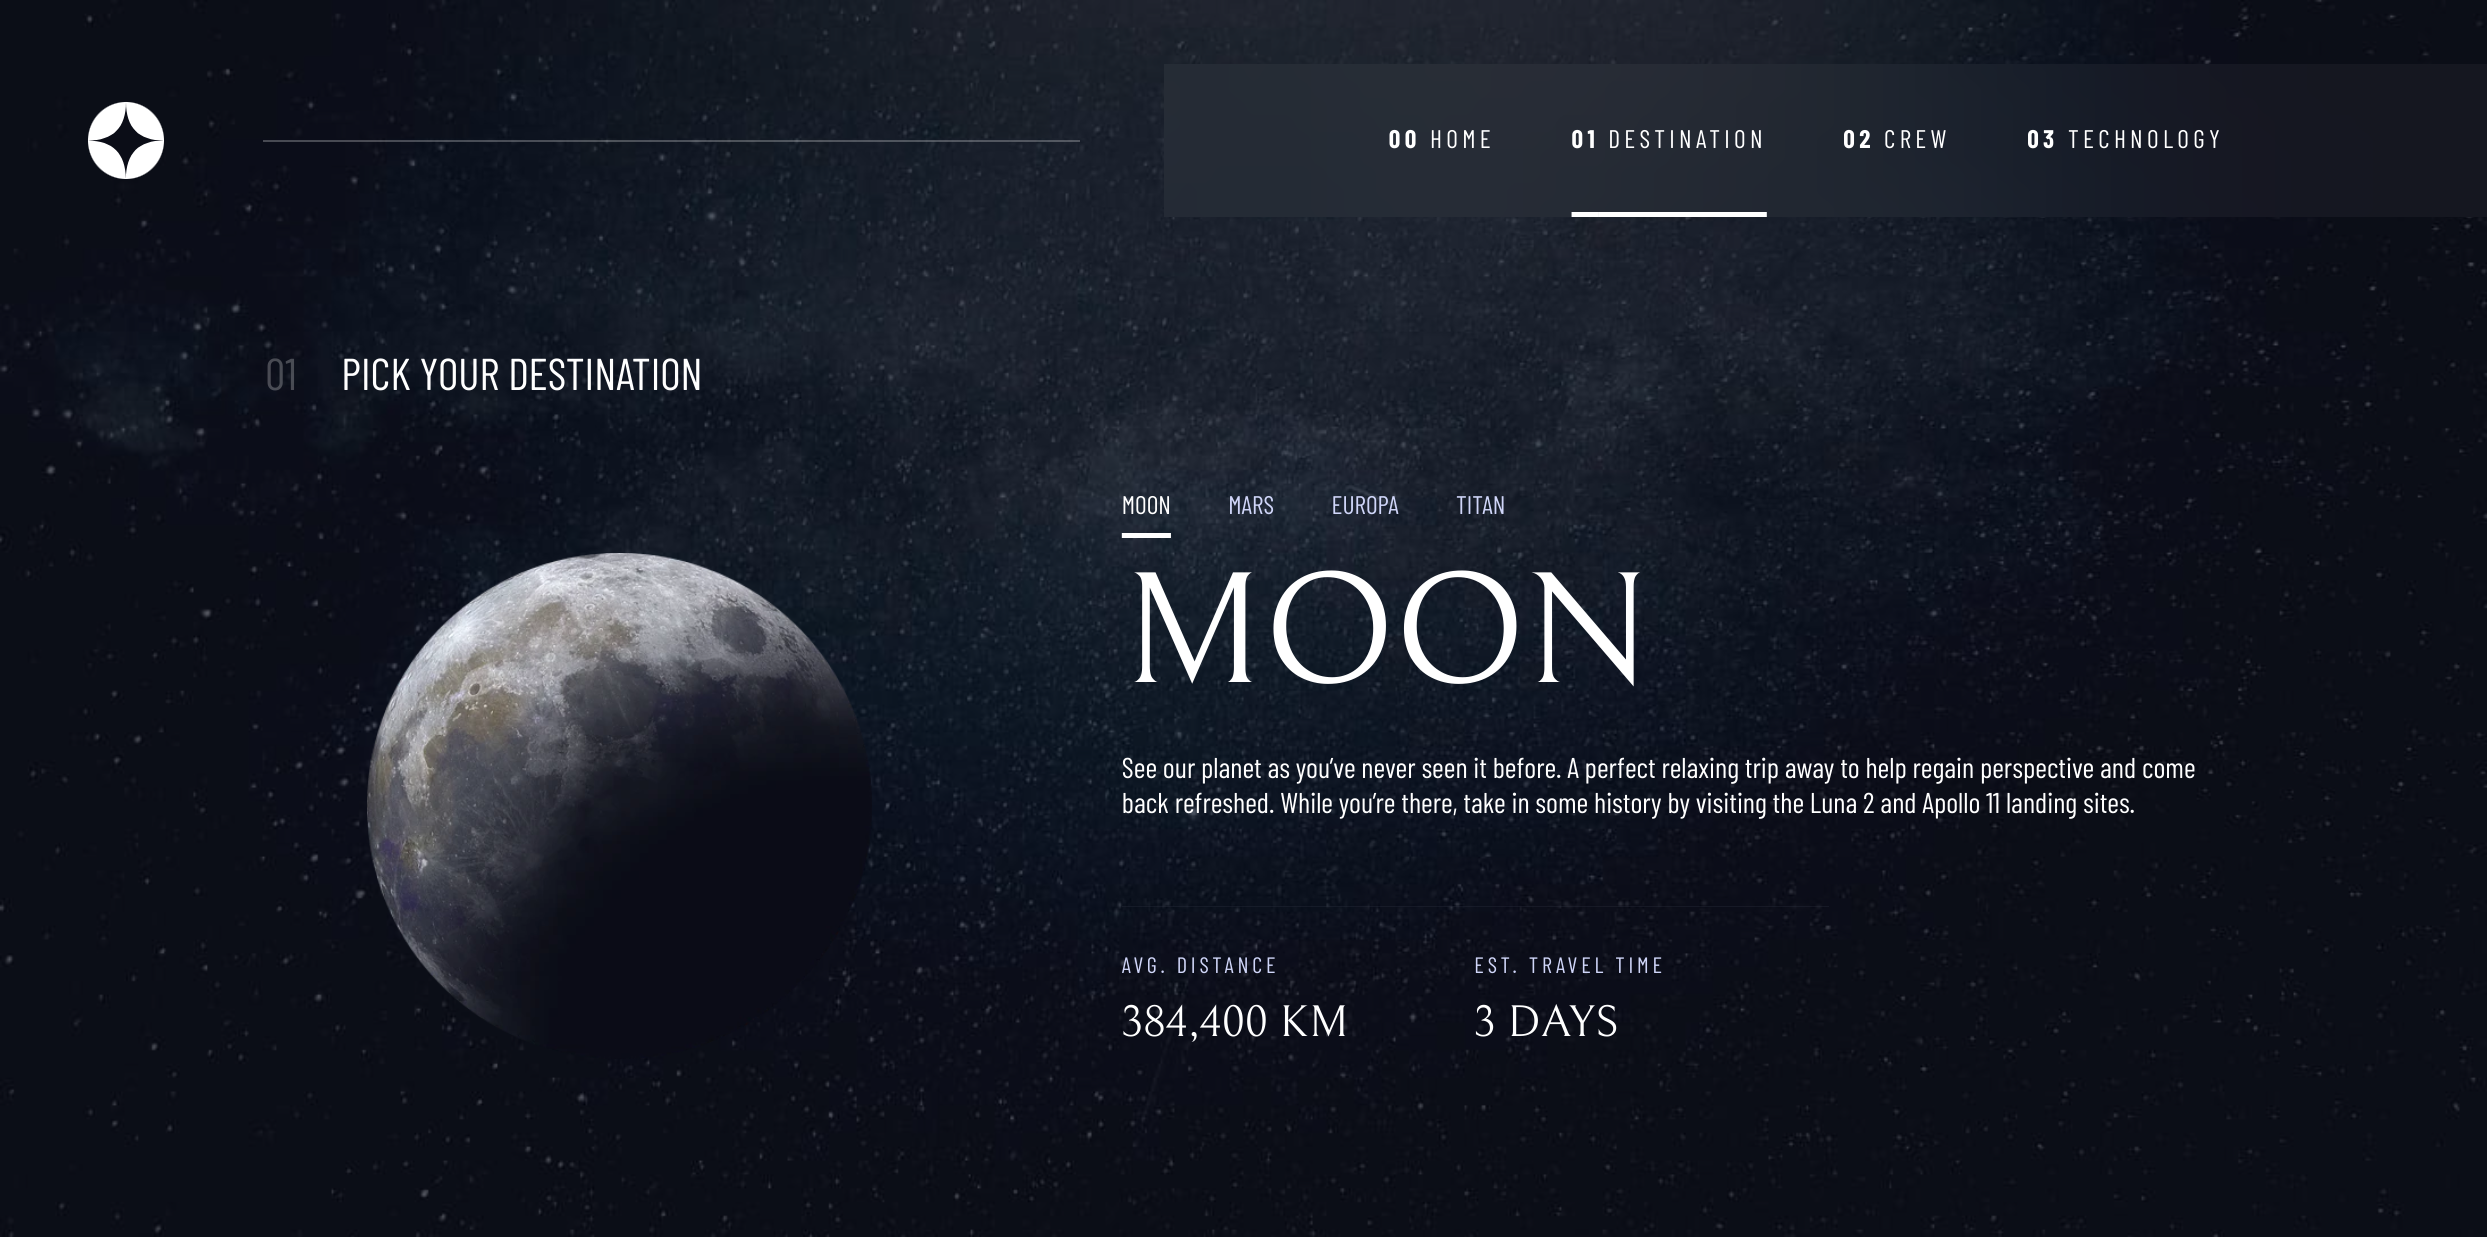 00 HOME 01 DESTINATION 02 CREW 03 TECHNOLOGY
01 PICK YOUR DESTINATION
MOON MARS EUROPA TITAN
MOON
See our planet as you’ve never seen it before. A perfect relaxing trip away to help regain perspective and come
back refreshed. While you’re there, take in some history by visiting the Luna 2 and Apollo 11 landing sites.
AVG. DISTANCE EST. TRAVEL TIME
384,400 KM 3 DAYS